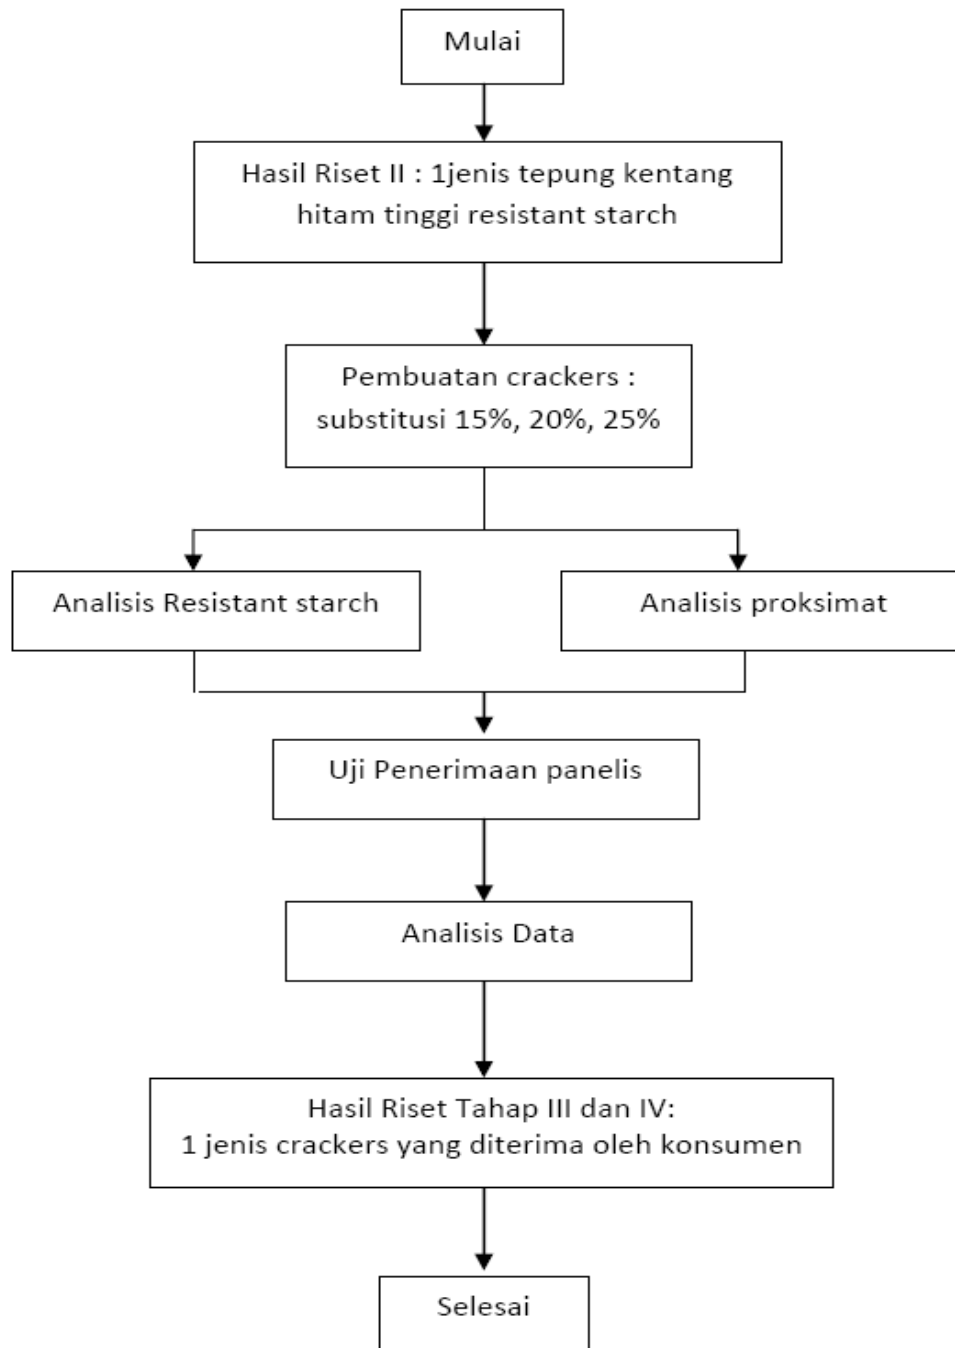 Mulai
Hasil Riset II : 1jenis tepung kentang
hitam tinggi resistant starch
Pembuatan crackers :
substitusi 15%, 20%, 25%
Analisis Resistant starch
Analisis proksimat
Uji Penerimaan panelis
Analisis Data
Hasil Riset Tahap III dan IV:
1 jenis crackers yang diterima oleh konsumen
Selesai